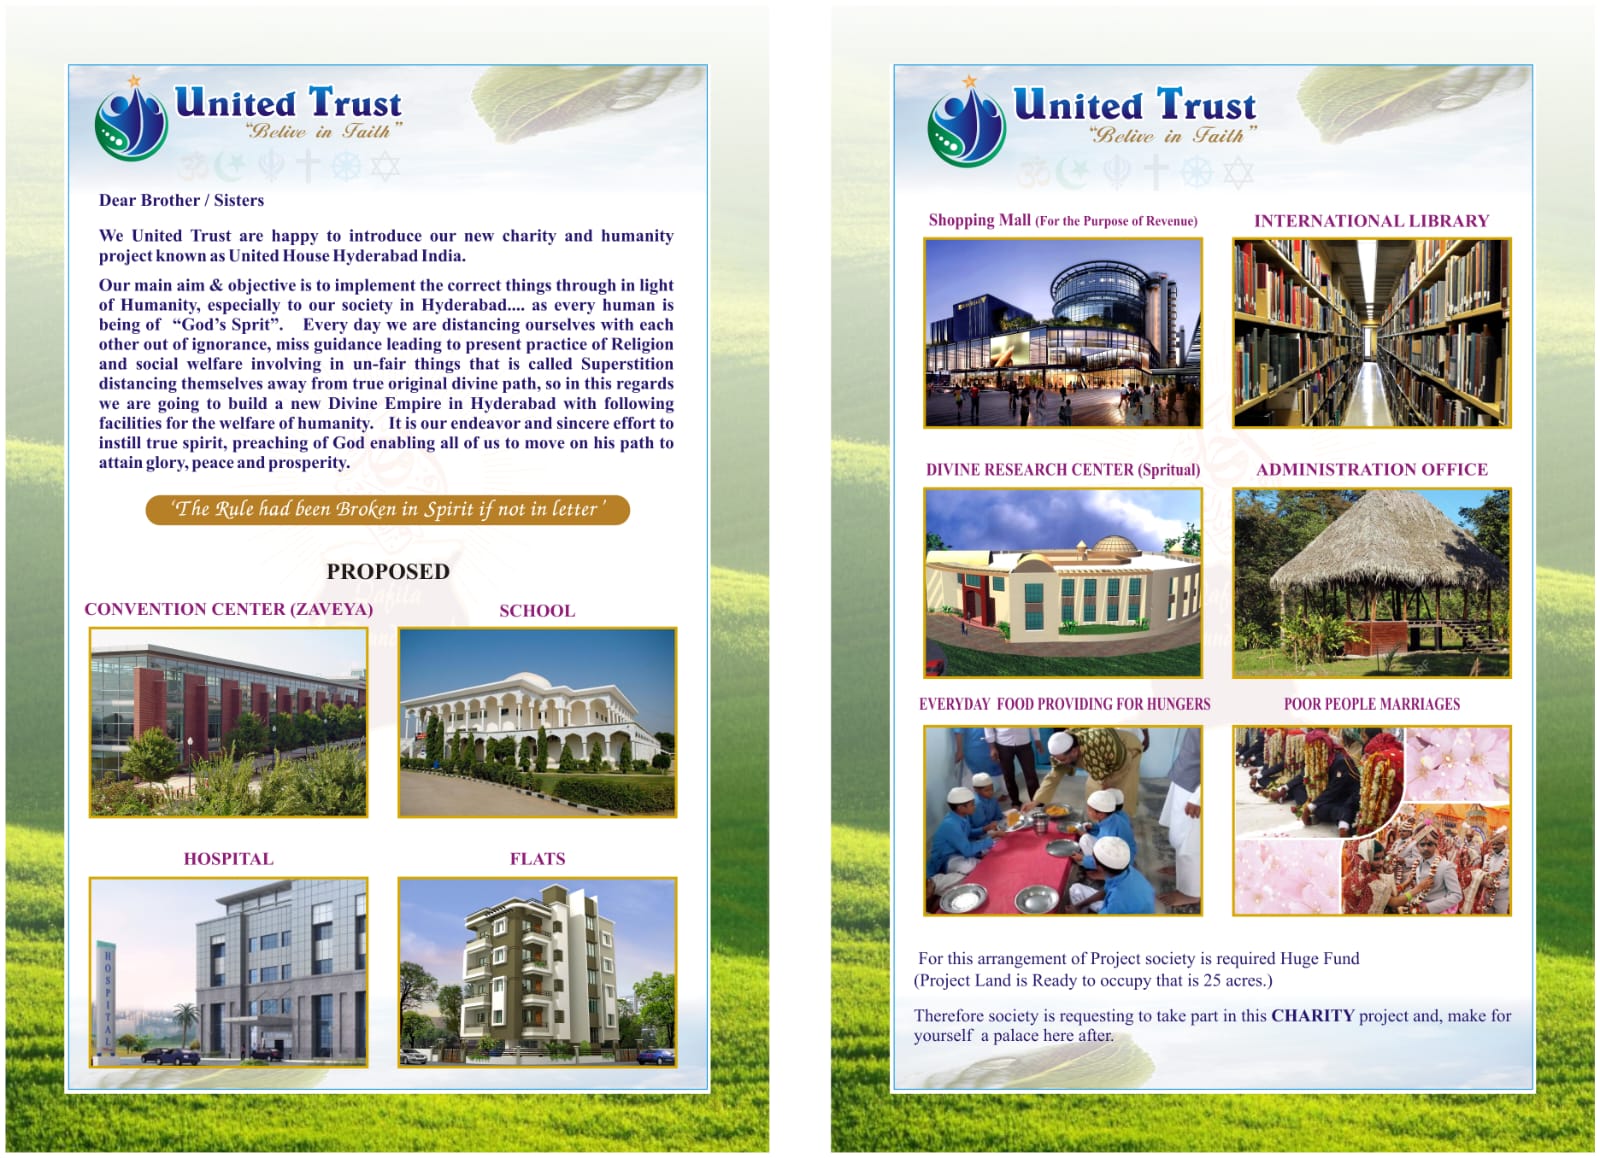 United Trust
"Belive in Faith"
Dear Brother / Sisters
We United Trust are happy to introduce our new charity and humanity
project known as United House Hyderabad India.
Our main aim & objective is to implement the correct things through in light
of Humanity, especially to our society in Hyderabad.... as every human is
being of “God’s Sprit”. Every day we are distancing ourselves with each
other out of ignorance, miss guidance leading to present practice of Religion
and social welfare involving in un-fair things that is called Superstition
distancing themselves away from true original divine path, so in this regards
we are going to build a new Divine Empire in Hyderabad with following
facilities for the welfare of humanity. It is our endeavor and sincere effort to
instill true spirit, preaching of God enabling all of us to move on his path to
attain glory, peace and prosperity.
‘The Rule had been Broken in Spirit if not in letter’
PROPOSED
CONVENTION CENTER (ZAVEYA)
SCHOOL
HOSPITAL
FLATS
HOSPITAL
United Trust
"Belive in Faith"
Shopping Mall (For the Purpose of Revenue)
INTERNATIONAL LIBRARY
DIVINE RESEARCH CENTER (Spritual)
ADMINISTRATION OFFICE
EVERYDAY FOOD PROVIDING FOR HUNGERS
POOR PEOPLE MARRIAGES
For this arrangement of Project society is required Huge Fund
(Project Land is Ready to occupy that is 25 acres.)
Therefore society is requesting to take part in this CHARITY project and, make for
yourself a palace here after.